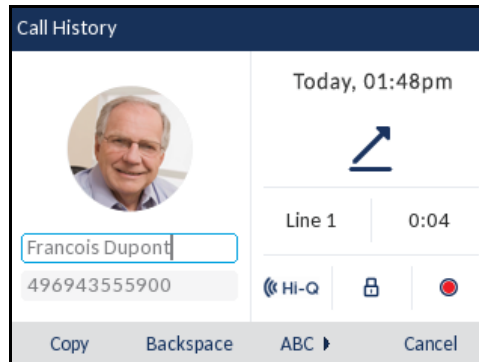 Call History
Today, 01:48pm
Line 1 0:04
Francois Dupont
496943555900
Hi-Q
Copy Backspace ABC Cancel